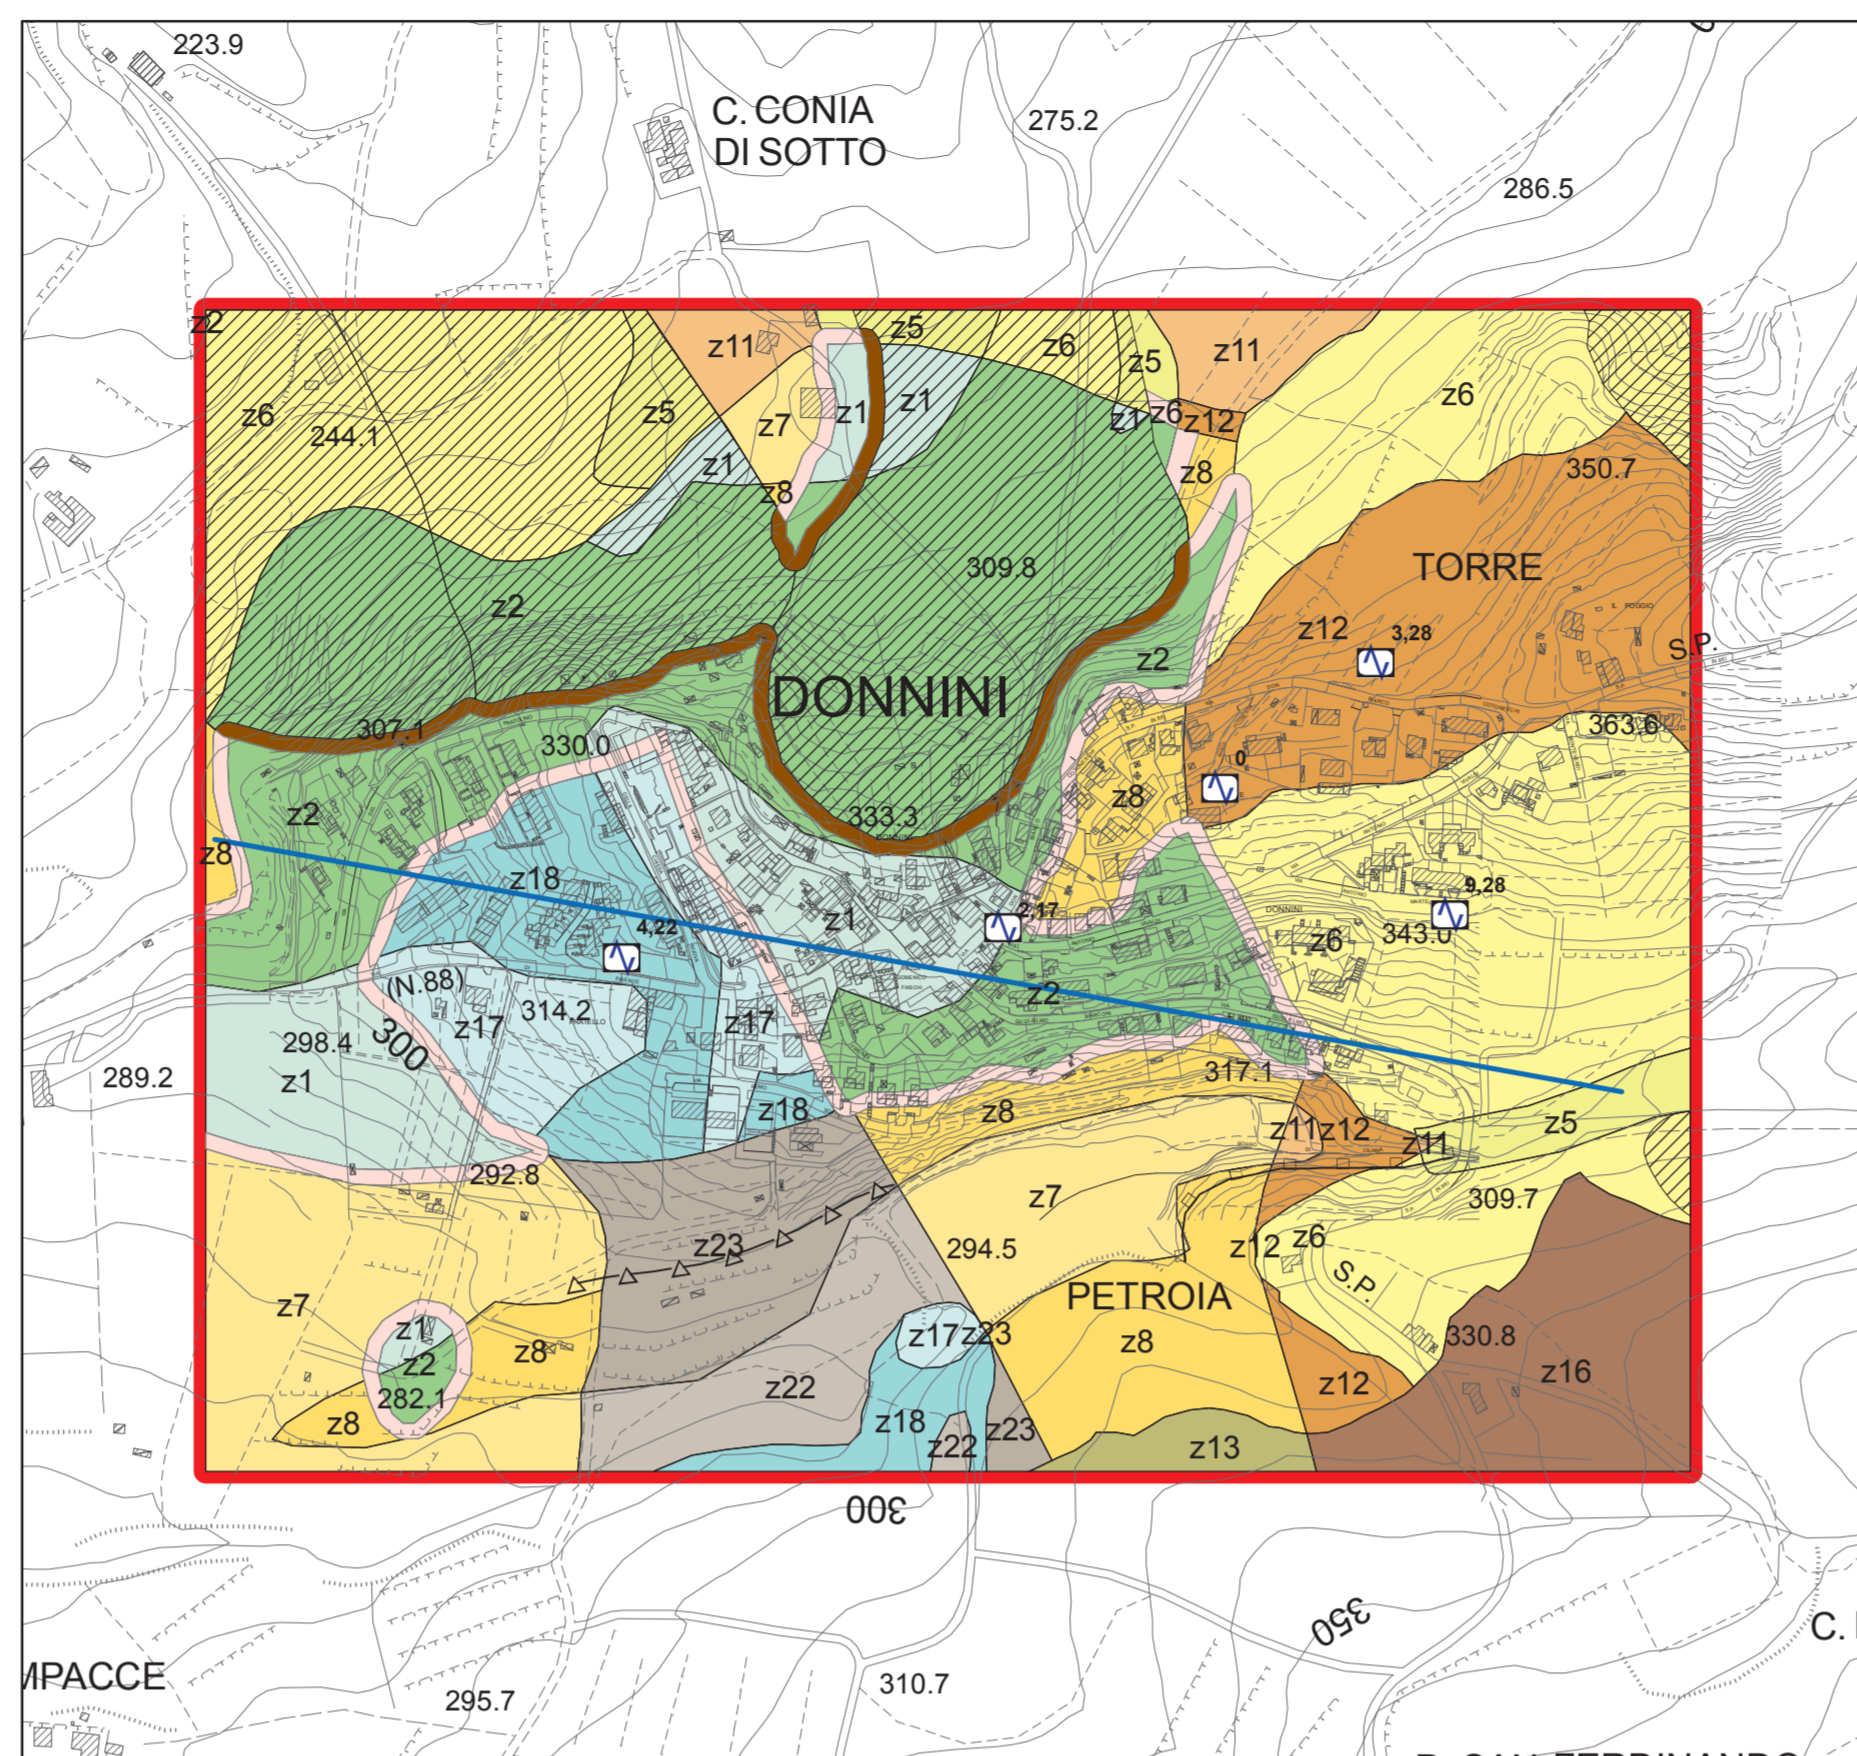 223.9
C. CONIA
DI SOTTO
275.2
286.5
z2
z11
z5
z6
z5
z11
z6
z6
244.1
z5
z7
z1
z1
z1
z6
z12
z1
z8
z8
350.7
309.8
TORRE
z2
IL POGGIO
z12
3,28
S.P.
z2
DONNINI
307.1
330.0
363.6
0
z8
z2
333.3
DONNINI
z8
z18
9,28
2,17
DONNINI
z1
4,22
z6
343.0
(N.88)
z2
314.2
z17
z17
298.4
300
z1
289.2
317.1
z18
z8
z11
z12
z11
z5
292.8
z7
309.7
z23
294.5
z12
z6
S.P.
z7
PETROIA
z1
z2
z8
z17
z23
z8
330.8
z16
282.1
z22
z12
z8
z18
z22
z23
z13
300
350
C.
MPACCE
295.7
310.7